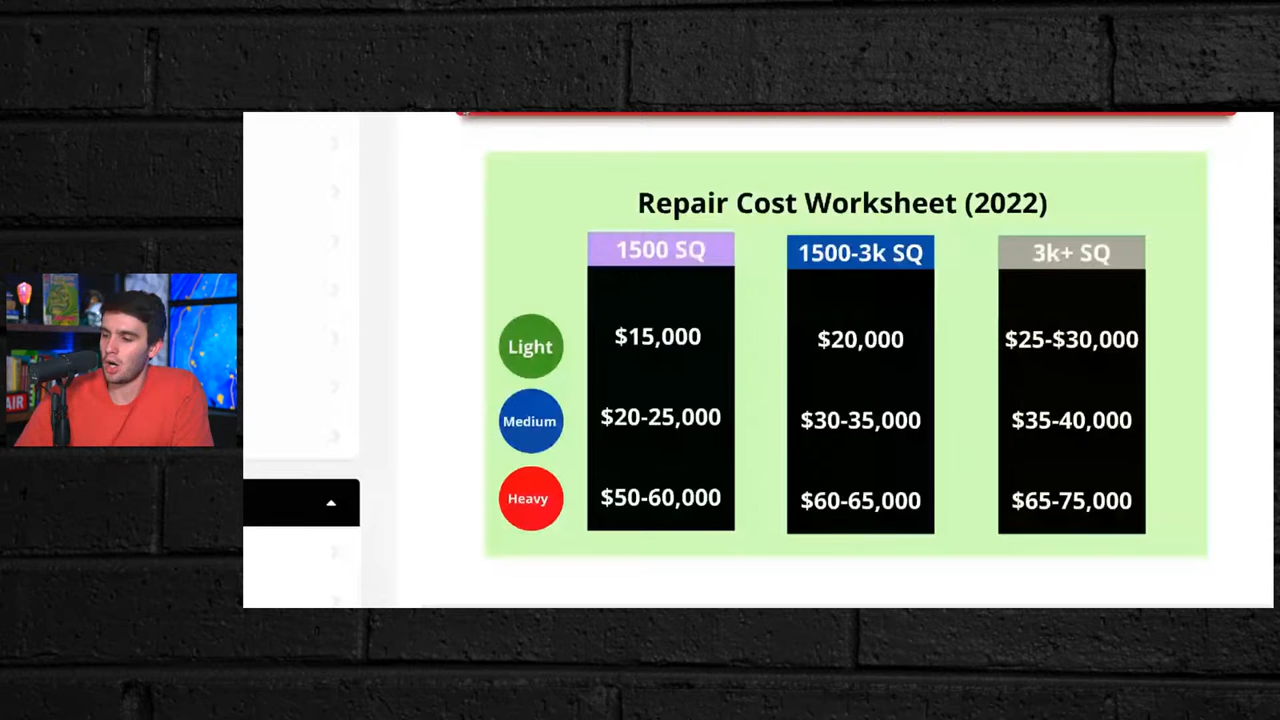 Repair Cost Worksheet (2022)
1500 SQ
1500-3k SQ
3k+ SQ
Light
$15,000
$20,000
$25-$30,000
Medium
$20-25,000
$30-35,000
$35-40,000
Heavy
$50-60,000
$60-65,000
$65-75,000
AIR